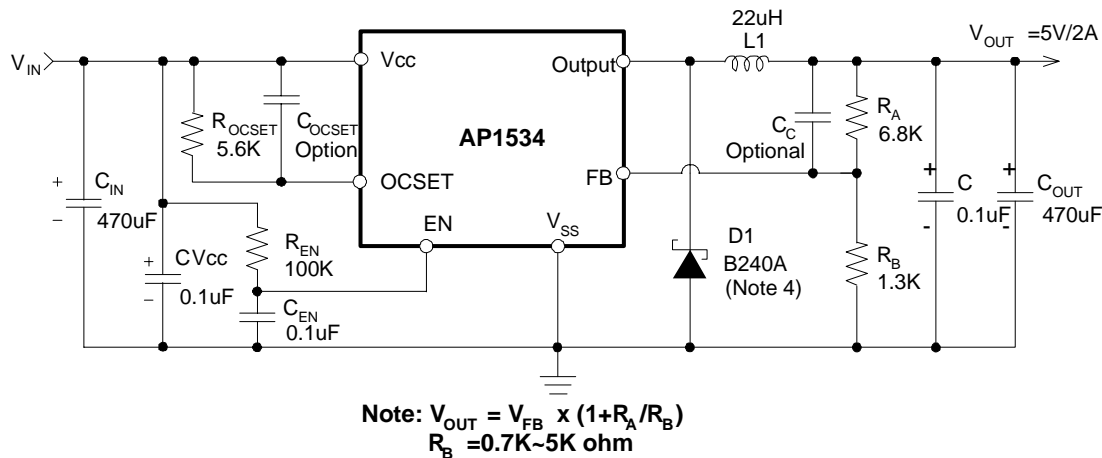 22uH
L1
V_OUT =5V/2A
V_IN
Vcc
Output
R_OCSET
5.6K
C_OCSET
Option
AP1534
C_C
Optional
R_A
6.8K
OCSET
FB
+
C_IN
470uF
−
EN
V_SS
+
C
0.1uF
-
+
C_OUT
470uF
-
R_EN
100K
D1
B240A
(Note 4)
R_B
1.3K
+
CVcc
0.1uF
−
C_EN
0.1uF
Note: V_OUT = V_FB x (1+R_A/R_B)
R_B =0.7K~5K ohm